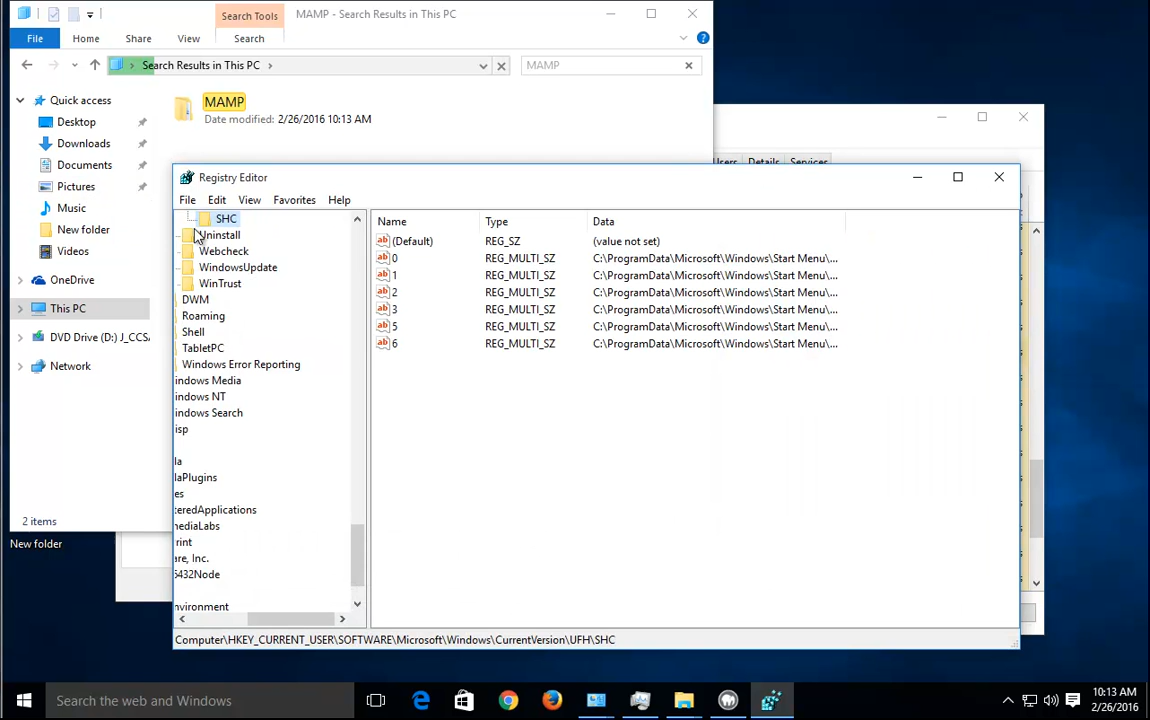 Search Tools
MAMP - Search Results in This PC
File
Home
Share
View
Search
Search Results in This PC
MAMP
Quick access
Desktop
Downloads
Documents
Pictures
Music
New folder
Videos
OneDrive
This PC
DVD Drive (D:) J_CCSA
Network
MAMP
Date modified: 2/26/2016 10:13 AM
2 items
New folder
Users
Details
Services
Registry Editor
File
Edit
View
Favorites
Help
SHC
Uninstall
Webcheck
WindowsUpdate
WinTrust
DWM
Roaming
Shell
TabletPC
Windows Error Reporting
indows Media
indows NT
indows Search
isp
la
laPlugins
es
teredApplications
mediaLabs
rint
are, Inc.
6432Node
nvironment
Name
Type
Data
(Default)
REG_SZ
(value not set)
0
REG_MULTI_SZ
C:\ProgramData\Microsoft\Windows\Start Menu\...
1
REG_MULTI_SZ
C:\ProgramData\Microsoft\Windows\Start Menu\...
2
REG_MULTI_SZ
C:\ProgramData\Microsoft\Windows\Start Menu\...
3
REG_MULTI_SZ
C:\ProgramData\Microsoft\Windows\Start Menu\...
5
REG_MULTI_SZ
C:\ProgramData\Microsoft\Windows\Start Menu\...
6
REG_MULTI_SZ
C:\ProgramData\Microsoft\Windows\Start Menu\...
Computer\HKEY_CURRENT_USER\SOFTWARE\Microsoft\Windows\CurrentVersion\UFH\SHC
Search the web and Windows
10:13 AM
2/26/2016